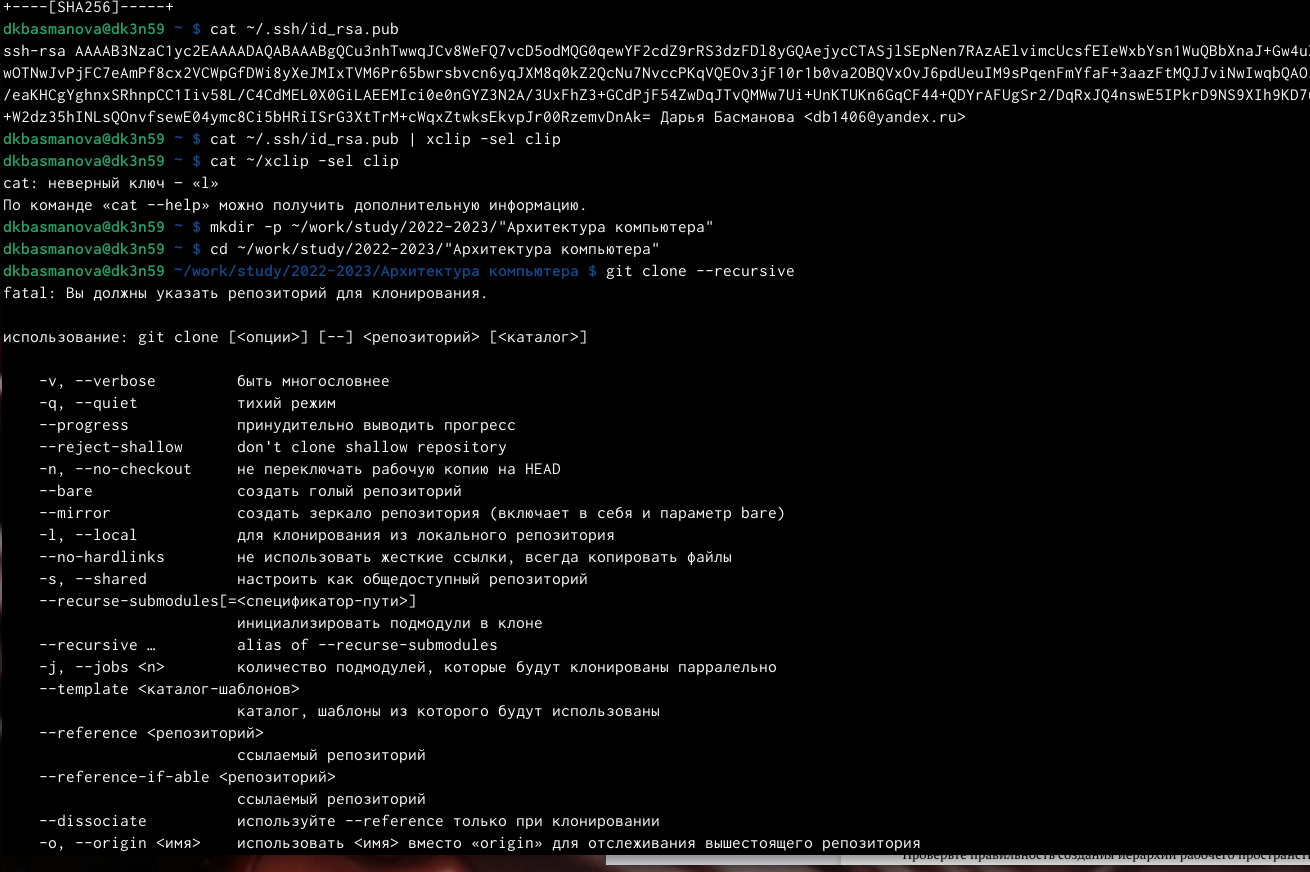 +----[SHA256]-----+
dkbasmanova@dk3n59 ~ $ cat ~/.ssh/id_rsa.pub
ssh-rsa AAAAB3NzaC1yc2EAAAADAQABAAABgQCu3nhTwwqJCv8WeFQ7vcD5odMQG0qewYF2cdZ9rRS3dzFDl8yGQAejycCTASjlSEpNen7RAzAElvimcUcsfEIeWxbYsn1WuQBbXnaJ+Gw4u
wOTNwJvPjFC7eAmPf8cx2VCWpGfDWi8yXeJMIxTVM6Pr65bwrsbvcn6yqJXM8q0kZ2QcNu7NvccPKqVQEOv3jF10r1b0va2OBQVxOvJ6pdUeuIM9sPqenFmYfaF+3aazFtMQJJviNwIwqbQAO
/eaKHCgYghnxSRhnpCC1Iiv58L/C4CdMEL0X0GiLAEEMIci0e0nGYZ3N2A/3UxFhZ3+GCdPjF54ZwDqJTvQMWw7Ui+UnKTUKn6GqCF44+QDYrAFUgSr2/DqRxJQ4nswE5IPkrD9NS9XIh9KD7
+W2dz35hINLsQOnvfsewE04ymc8Ci5bHRiISrG3XtTrM+cWqxZtwksEkvpJr00RzemvDnAk= Дарья Басманова <db1406@yandex.ru>
dkbasmanova@dk3n59 ~ $ cat ~/.ssh/id_rsa.pub | xclip -sel clip
dkbasmanova@dk3n59 ~ $ cat ~/xclip -sel clip
cat: неверный ключ — «l»
По команде «cat --help» можно получить дополнительную информацию.
dkbasmanova@dk3n59 ~ $ mkdir -p ~/work/study/2022-2023/"Архитектура компьютера"
dkbasmanova@dk3n59 ~ $ cd ~/work/study/2022-2023/"Архитектура компьютера"
dkbasmanova@dk3n59 ~/work/study/2022-2023/Архитектура компьютера $ git clone --recursive
fatal: Вы должны указать репозиторий для клонирования.
использование: git clone [<опции>] [--] <репозиторий> [<каталог>]
-v, --verbose быть многословнее
-q, --quiet тихий режим
--progress принудительно выводить прогресс
--reject-shallow don't clone shallow repository
-n, --no-checkout не переключать рабочую копию на HEAD
--bare создать голый репозиторий
--mirror создать зеркало репозитория (включает в себя и параметр bare)
-l, --local для клонирования из локального репозитория
--no-hardlinks не использовать жесткие ссылки, всегда копировать файлы
-s, --shared настроить как общедоступный репозиторий
--recurse-submodules[=<спецификатор-пути>]
инициализировать подмодули в клоне
--recursive … alias of --recurse-submodules
-j, --jobs <n> количество подмодулей, которые будут клонированы парралельно
--template <каталог-шаблонов>
каталог, шаблоны из которого будут использованы
--reference <репозиторий>
ссылаемый репозиторий
--reference-if-able <репозиторий>
ссылаемый репозиторий
--dissociate используйте --reference только при клонировании
-o, --origin <имя> использовать <имя> вместо «origin» для отслеживания вышестоящего репозитория
Проверьте правильность создания иерархии рабочего